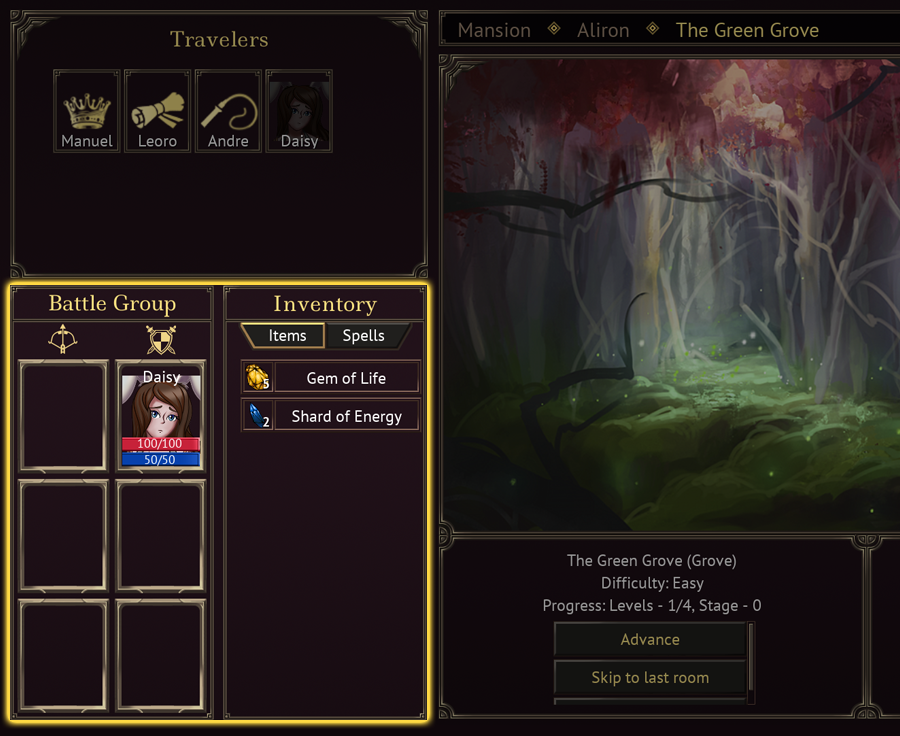 Travelers
Manuel
Leoro
Andre
Daisy
Battle Group
Daisy
100/100
50/50
Inventory
Items
Spells
5
Gem of Life
2
Shard of Energy
Mansion Aliron The Green Grove
The Green Grove (Grove)
Difficulty: Easy
Progress: Levels - 1/4, Stage - 0
Advance
Skip to last room